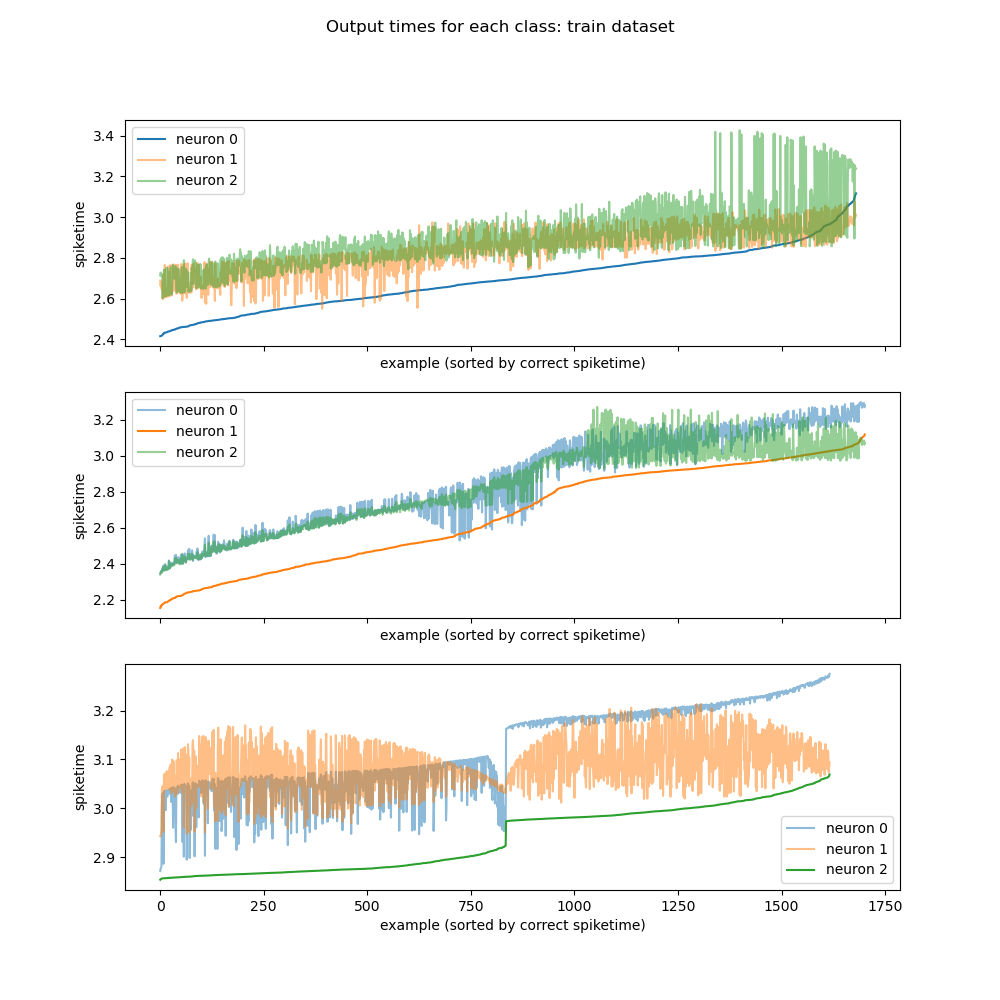 Output times for each class: train dataset
3.4
3.2
3.0
2.8
2.6
2.4
spiketime
neuron 0
neuron 1
neuron 2
example (sorted by correct spiketime)
3.2
3.0
2.8
2.6
2.4
2.2
spiketime
neuron 0
neuron 1
neuron 2
example (sorted by correct spiketime)
3.2
3.1
3.0
2.9
spiketime
neuron 0
neuron 1
neuron 2
0 250 500 750 1000 1250 1500 1750
example (sorted by correct spiketime)